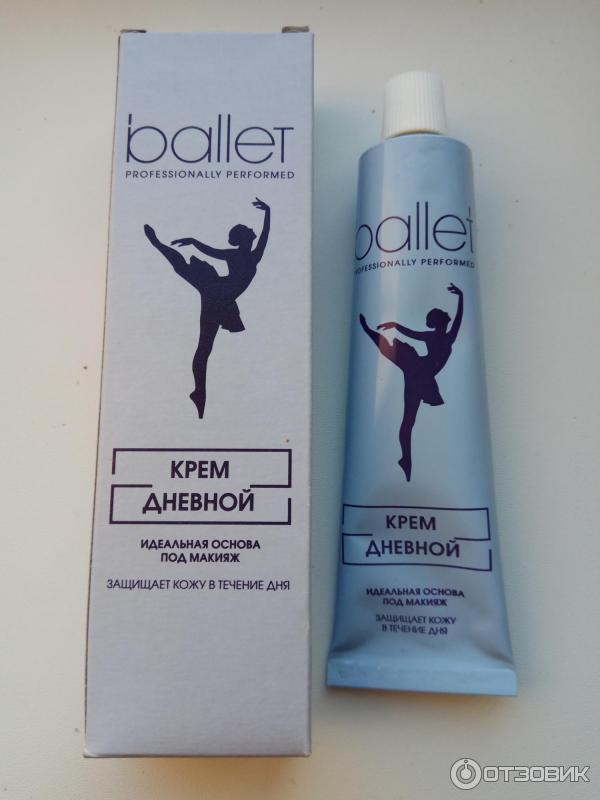 ballet
PROFESSIONALLY PERFORMED
КРЕМ
ДНЕВНОЙ
ИДЕАЛЬНАЯ ОСНОВА
ПОД МАКИЯЖ
ЗАЩИЩАЕТ КОЖУ В ТЕЧЕНИЕ ДНЯ
ballet
PROFESSIONALLY PERFORMED
КРЕМ
ДНЕВНОЙ
ИДЕАЛЬНАЯ ОСНОВА
ПОД МАКИЯЖ
ЗАЩИЩАЕТ КОЖУ
В ТЕЧЕНИЕ ДНЯ
ОТЗОВИК